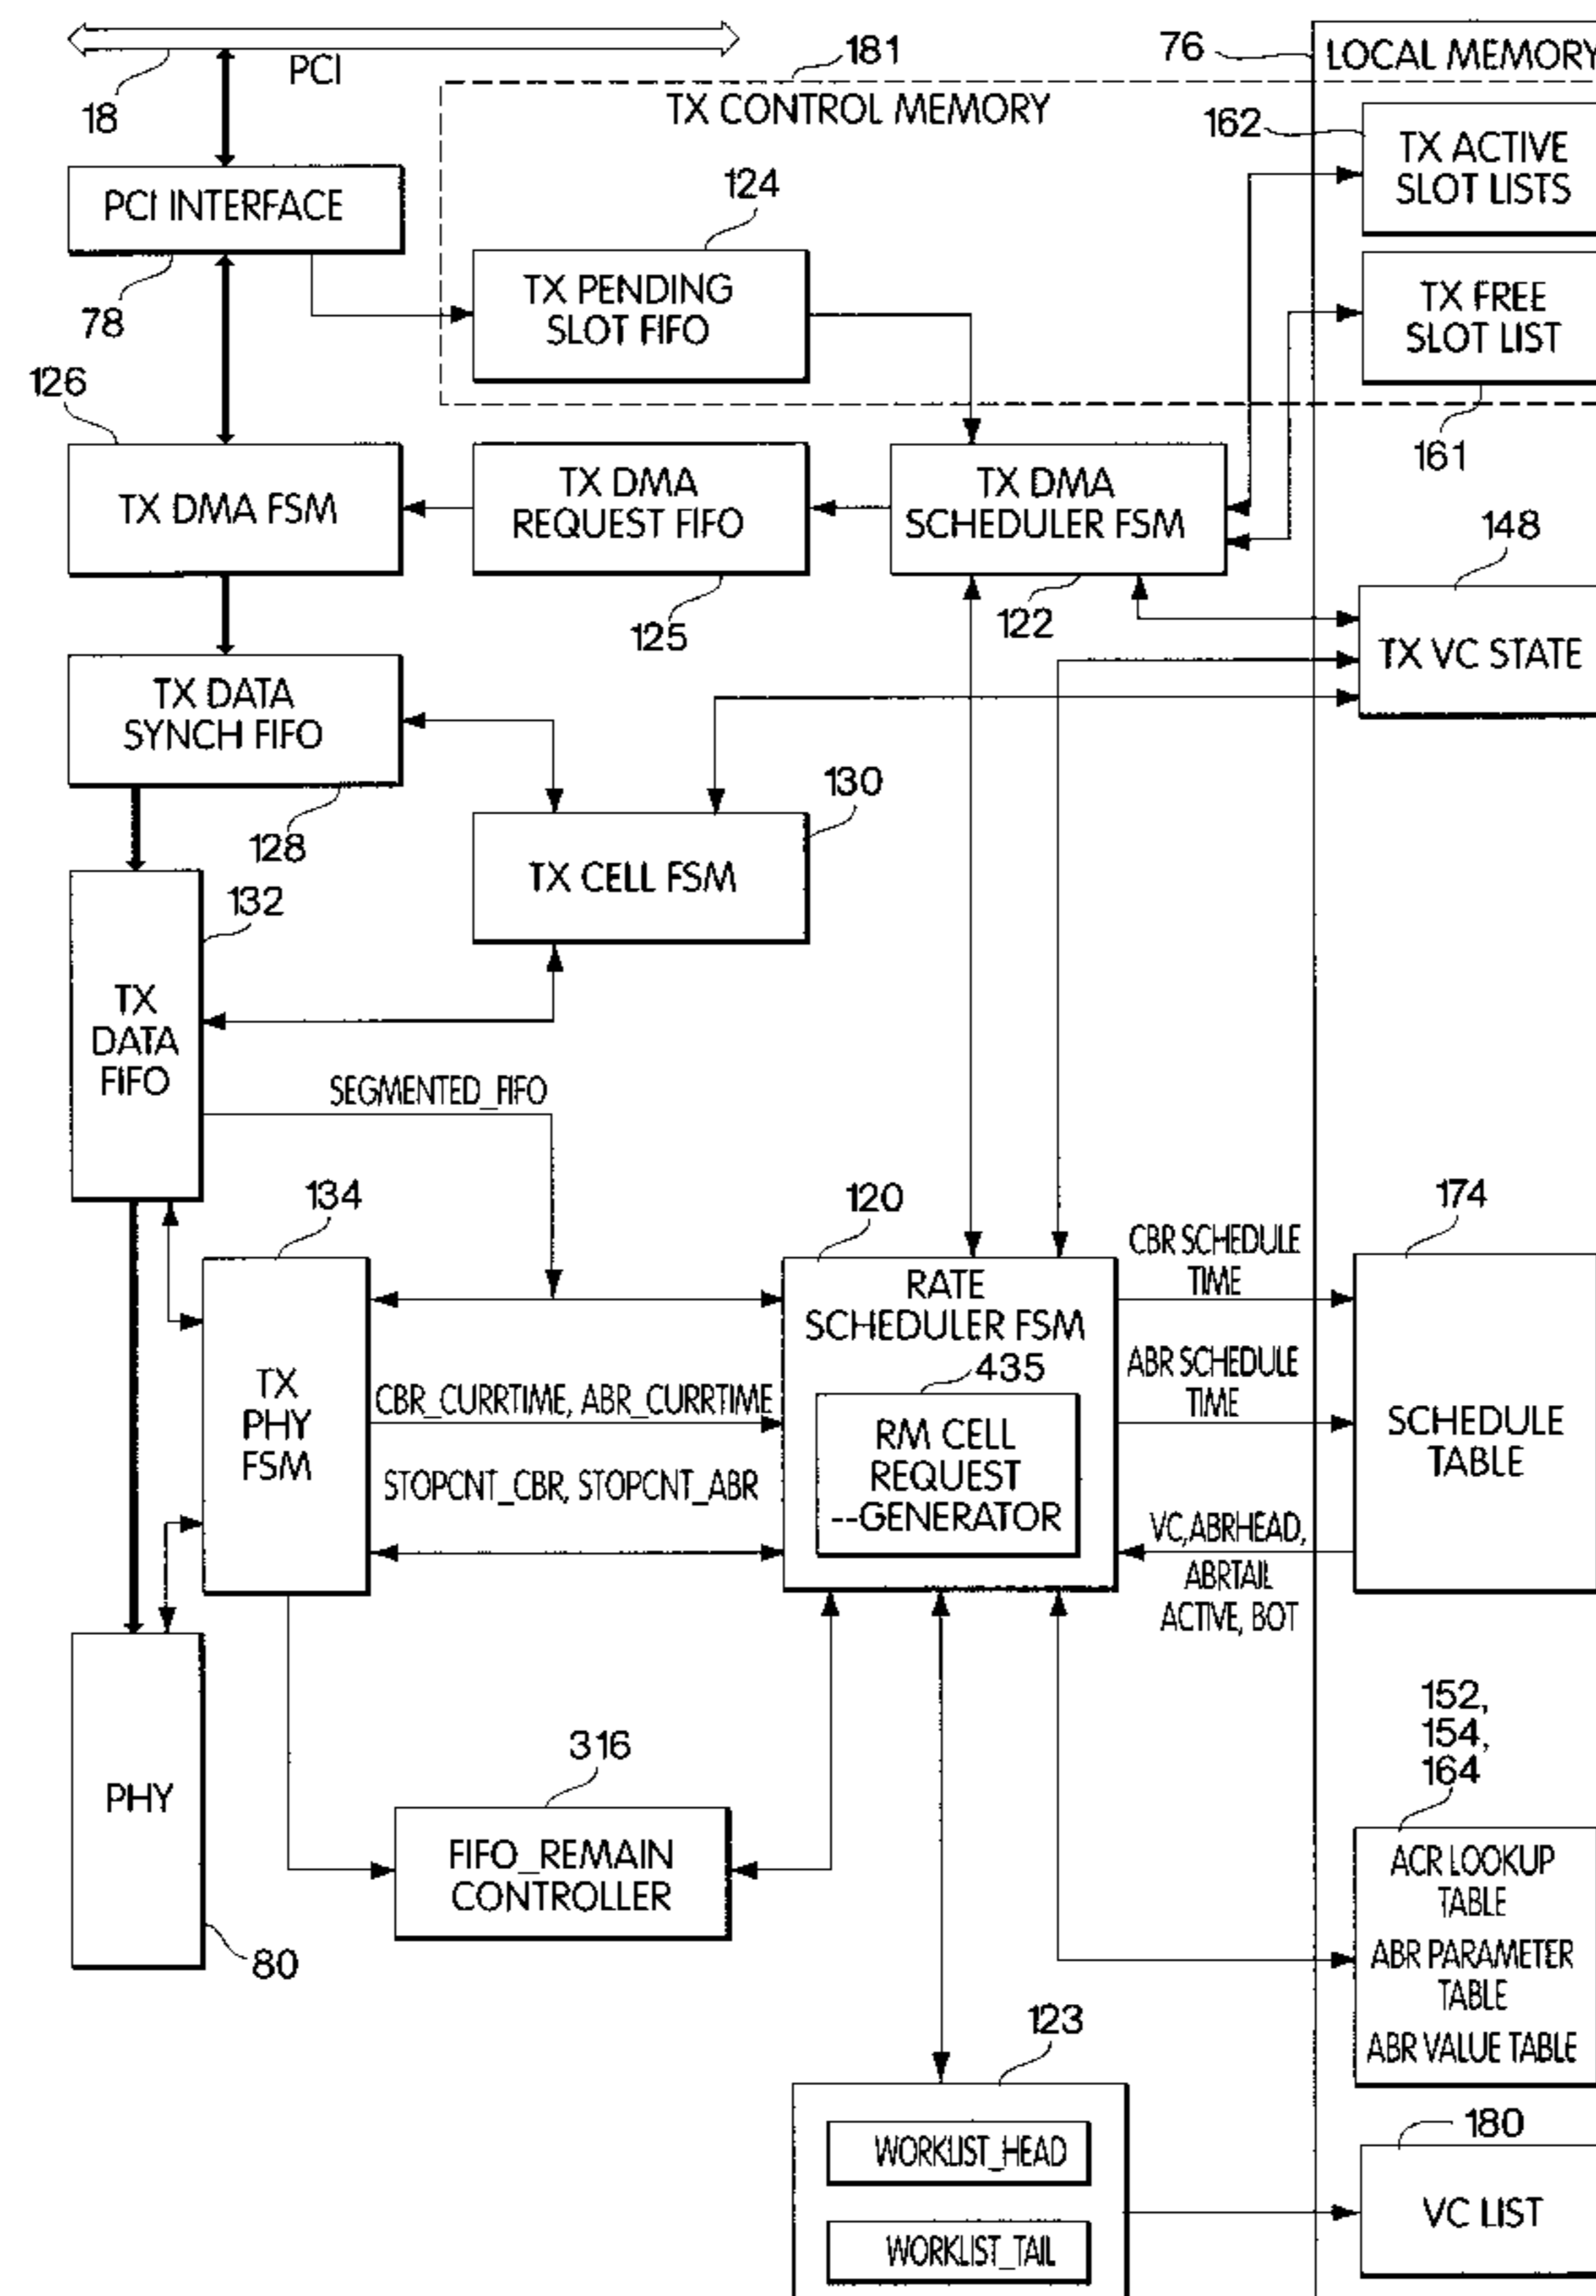 PCI
18
181
76
LOCAL MEMORY
TX CONTROL MEMORY
162
TX ACTIVE
SLOT LISTS
124
PCI INTERFACE
78
TX PENDING
SLOT FIFO
TX FREE
SLOT LIST
161
126
TX DMA FSM
TX DMA
REQUEST FIFO
125
TX DMA
SCHEDULER FSM
122
148
TX VC STATE
TX DATA
SYNCH FIFO
128
130
TX CELL FSM
132
TX
DATA
FIFO
SEGMENTED_FIFO
134
120
174
TX
PHY
FSM
CBR_CURRTIME, ABR_CURRTIME
STOPCNT_CBR, STOPCNT_ABR
RATE
SCHEDULER FSM
435
RM CELL
REQUEST
--GENERATOR
CBR SCHEDULE
TIME
ABR SCHEDULE
TIME
VC,ABRHEAD,
ABRTAIL
ACTIVE, BOT
SCHEDULE
TABLE
PHY
80
316
FIFO_REMAIN
CONTROLLER
152,
154,
164
ACR LOOKUP
TABLE
ABR PARAMETER
TABLE
ABR VALUE TABLE
123
WORKLIST_HEAD
WORKLIST_TAIL
180
VC LIST